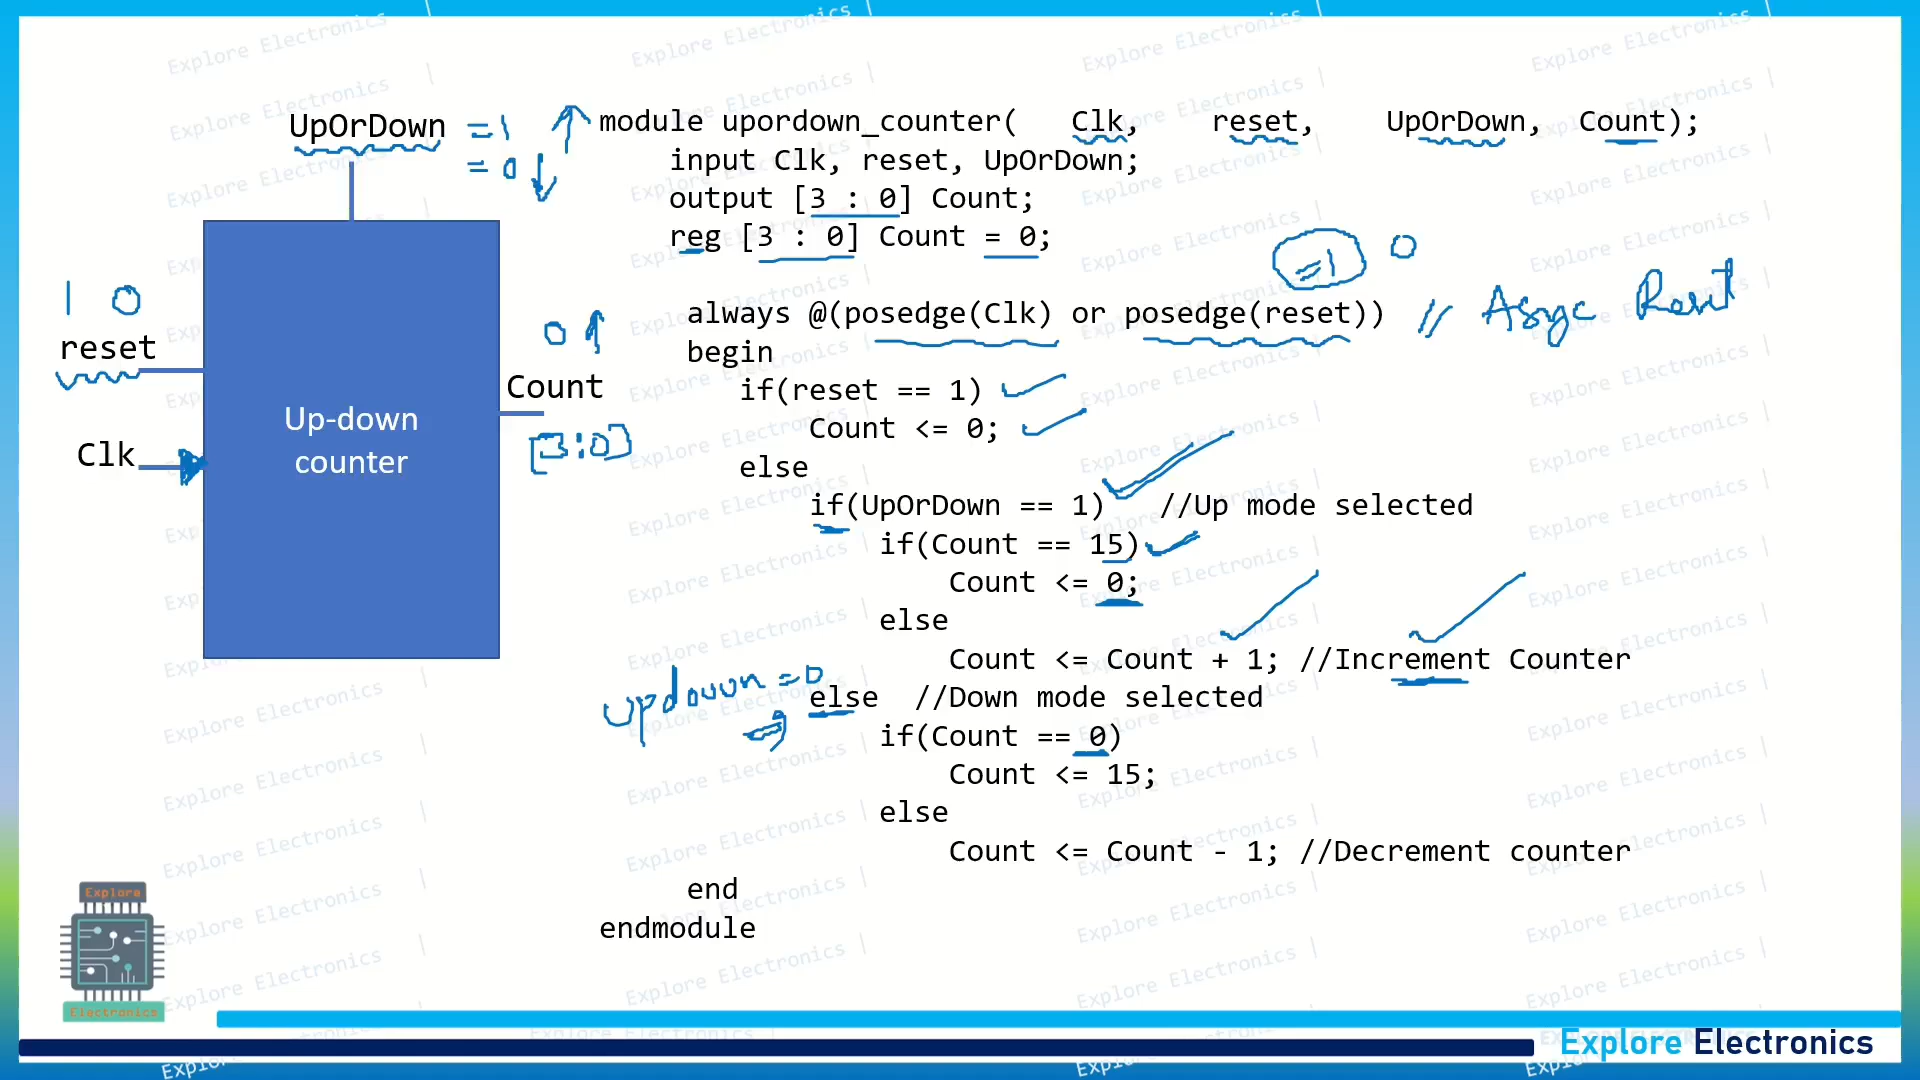 UpOrDown = 1
= 0
1 0
reset
Clk
Up-down
counter
0
Count
[3:0]
module upordown_counter( Clk, reset, UpOrDown, Count);
input Clk, reset, UpOrDown;
output [3 : 0] Count;
reg [3 : 0] Count = 0;
=1 0
always @(posedge(Clk) or posedge(reset)) // Async Reset
begin
if(reset == 1)
Count <= 0;
else
if(UpOrDown == 1) //Up mode selected
if(Count == 15)
Count <= 0;
else
Count <= Count + 1; //Increment Counter
updown = 0
else //Down mode selected
if(Count == 0)
Count <= 15;
else
Count <= Count - 1; //Decrement counter
end
endmodule
Explore
Electronics
Explore Electronics